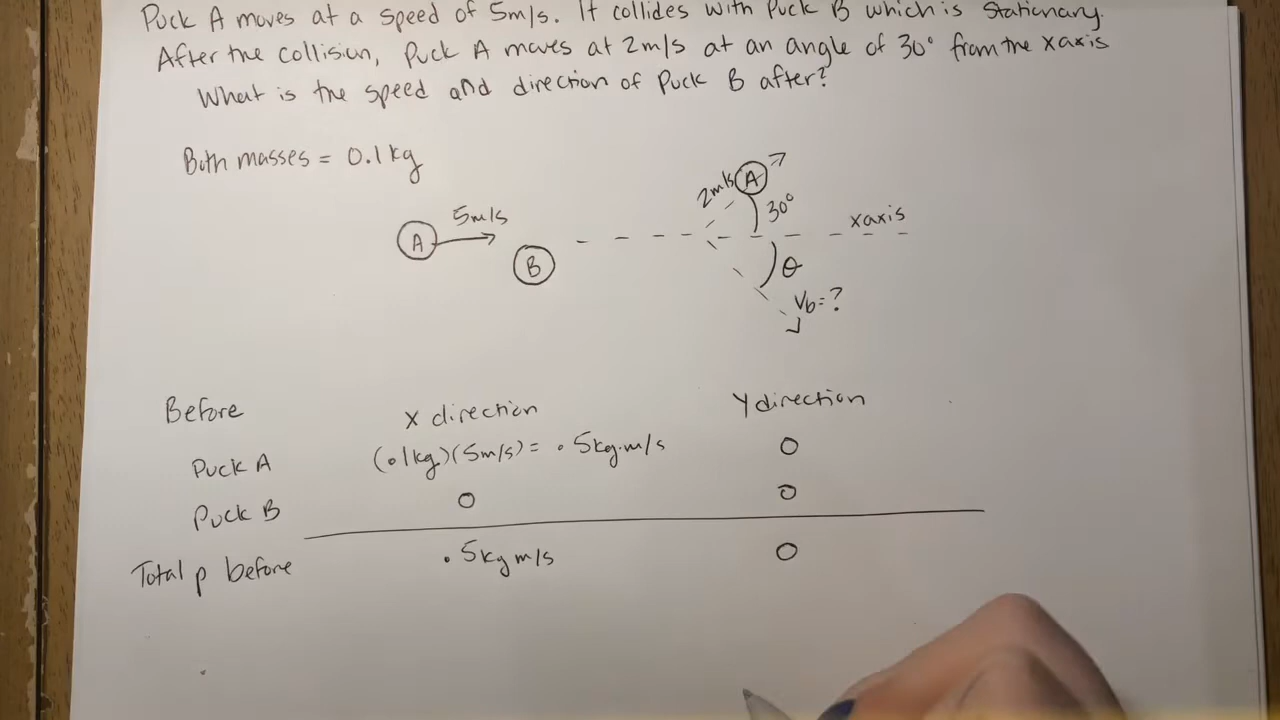 Puck A moves at a speed of 5m/s. It collides with Puck B which is stationary.
After the collision, Puck A moves at 2m/s at an angle of 30° from the x axis
What is the speed and direction of Puck B after?
Both masses = 0.1kg
2m/s A
30°
5m/s
x axis
A
B
θ
Vb=?
Before x direction y direction
Puck A (.1kg)(5m/s) = .5kg·m/s 0
Puck B 0 0
Total p before .5kg m/s 0